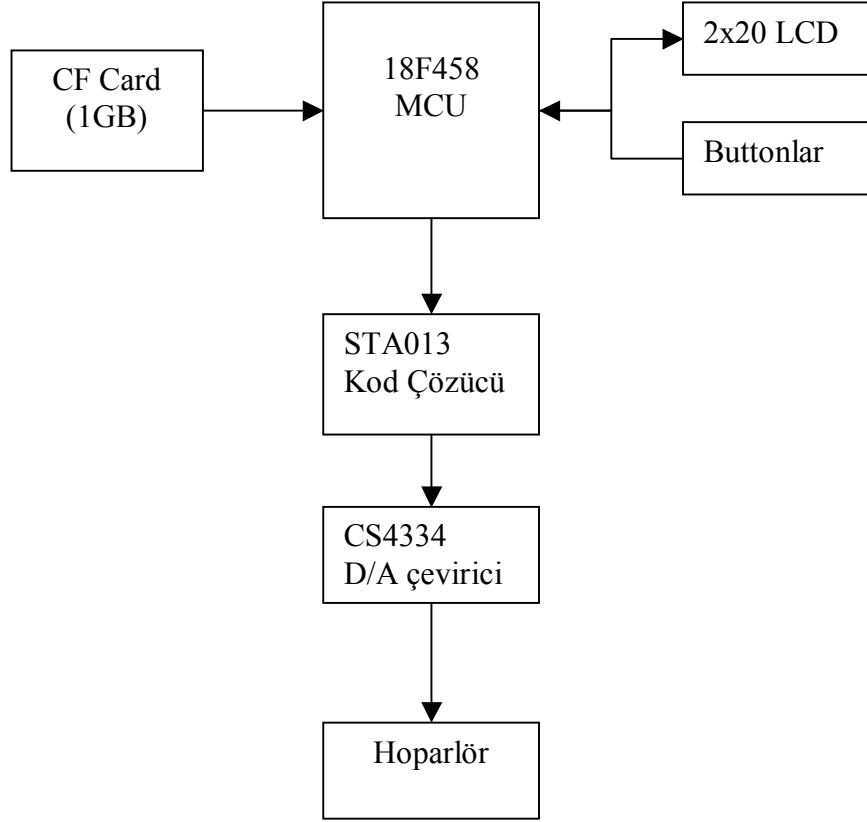 CF Card
(1GB)
18F458
MCU
2x20 LCD
Buttonlar
STA013
Kod Çözücü
CS4334
D/A çevirici
Hoparlör